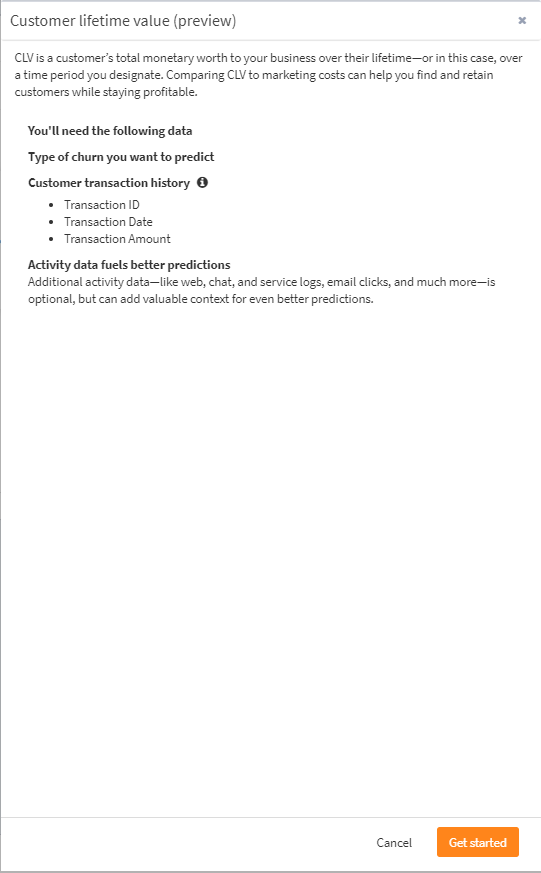 Customer lifetime value (preview)
CLV is a customer's total monetary worth to your business over their lifetime—or in this case, over
a time period you designate. Comparing CLV to marketing costs can help you find and retain
customers while staying profitable.
You'll need the following data
Type of churn you want to predict
Customer transaction history
• Transaction ID
• Transaction Date
• Transaction Amount
Activity data fuels better predictions
Additional activity data—like web, chat, and service logs, email clicks, and much more—is
optional, but can add valuable context for even better predictions.
Cancel
Get started